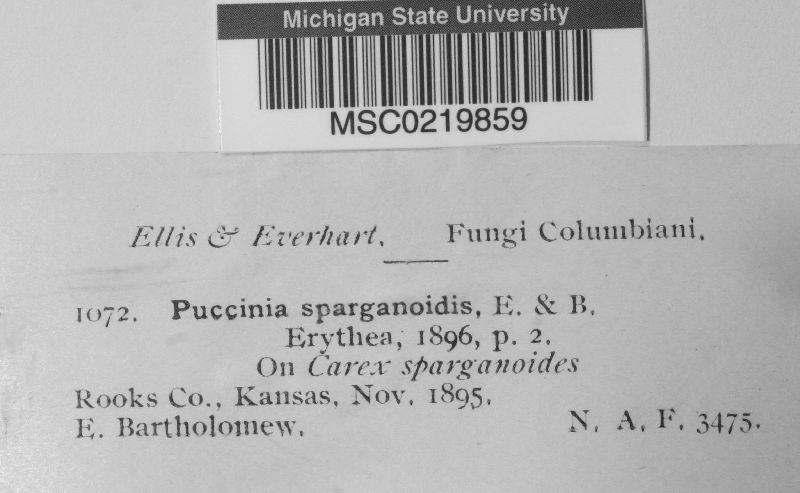 Michigan State University
MSC0219859
Ellis & Everhart. Fungi Columbiani.
1072. Puccinia sparganoidis, E. & B.
Erythea, 1896, p. 2.
On Carex sparganoides
Rooks Co., Kansas, Nov. 1895.
E. Bartholomew. N. A. F. 3475.